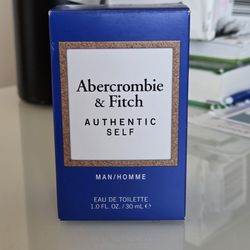 Abercrombie
& Fitch
AUTHENTIC
SELF
MAN/HOMME
EAU DE TOILETTE
1.0 FL. OZ. / 30 mL ℮